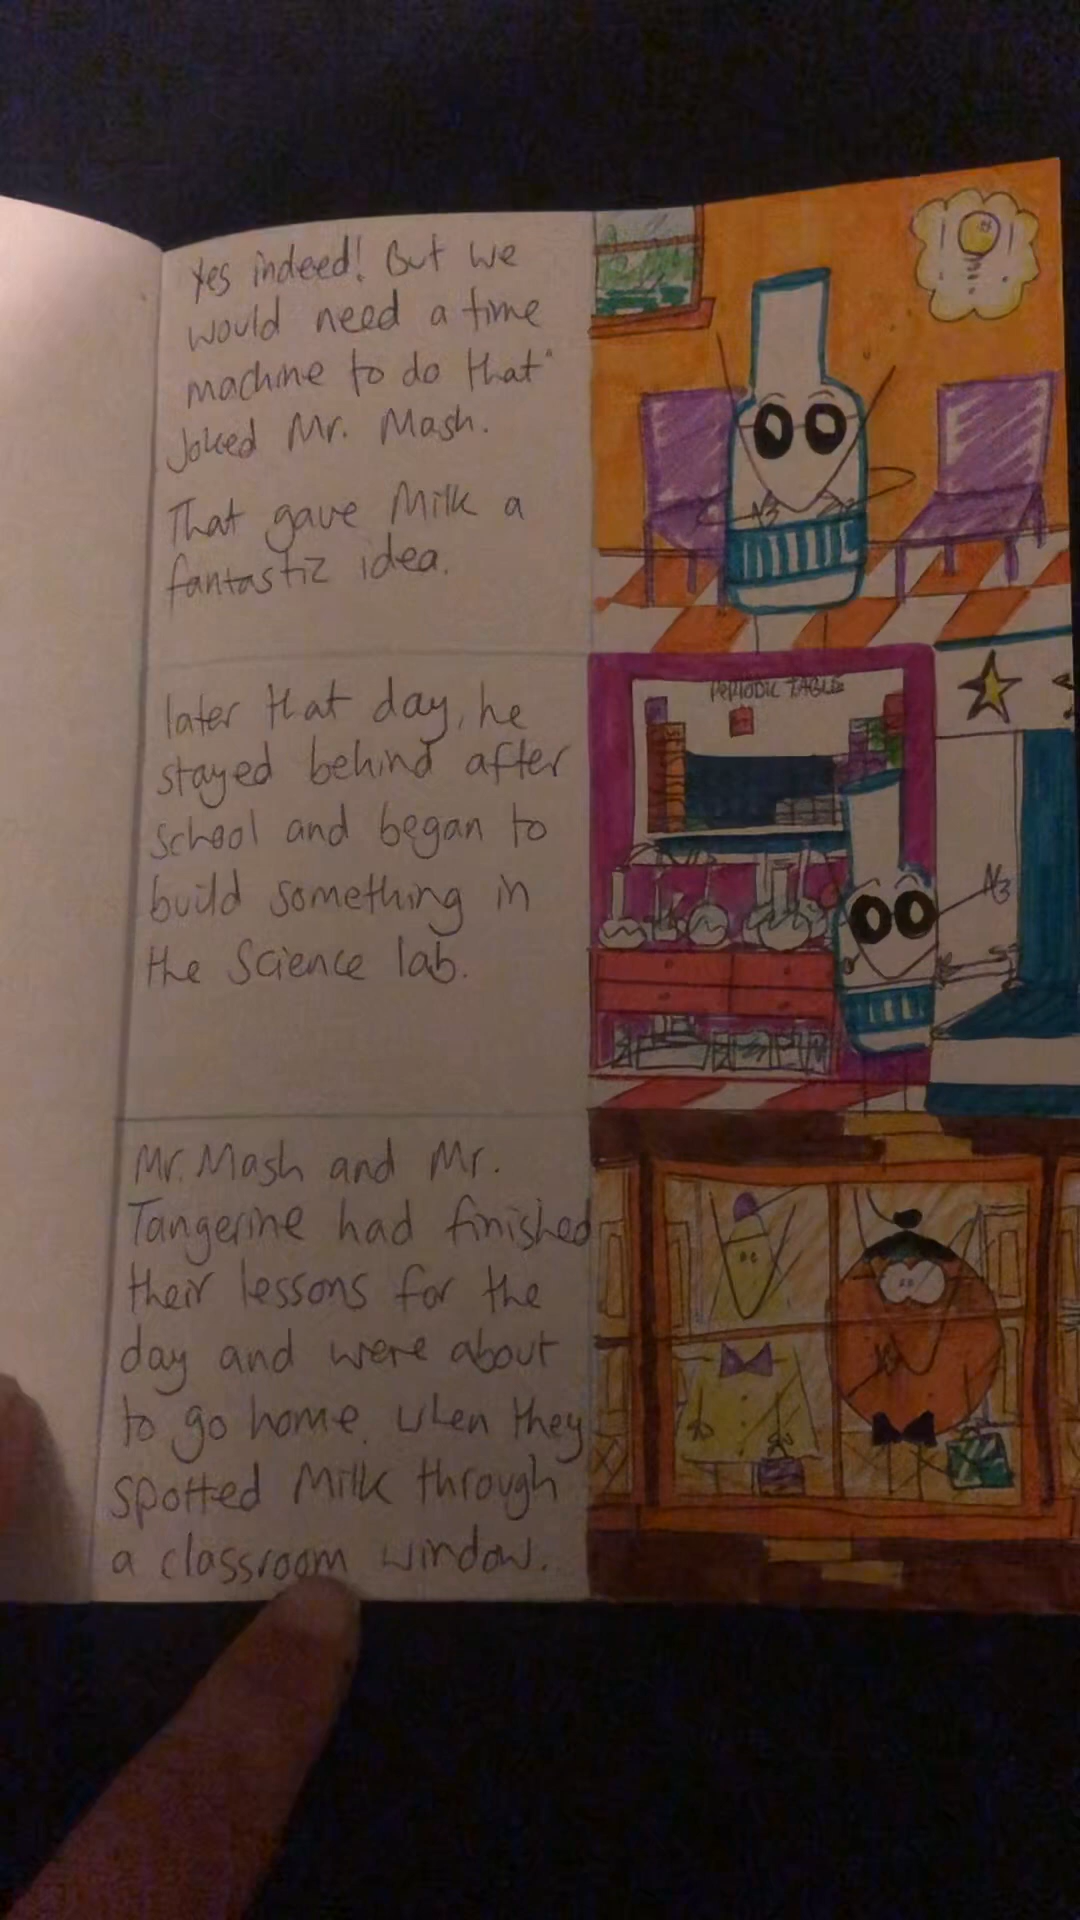 Yes indeed! But we
would need a time
machine to do that"
Joked Mr. Mash.
That gave Milk a
fantastic idea.
PERIODIC TABLE
later that day, he
stayed behind after
school and began to
build something in
the Science lab.
Mr. Mash and Mr.
Tangerine had finished
their lessons for the
day and were about
to go home. When they
spotted Milk through
a classroom window.